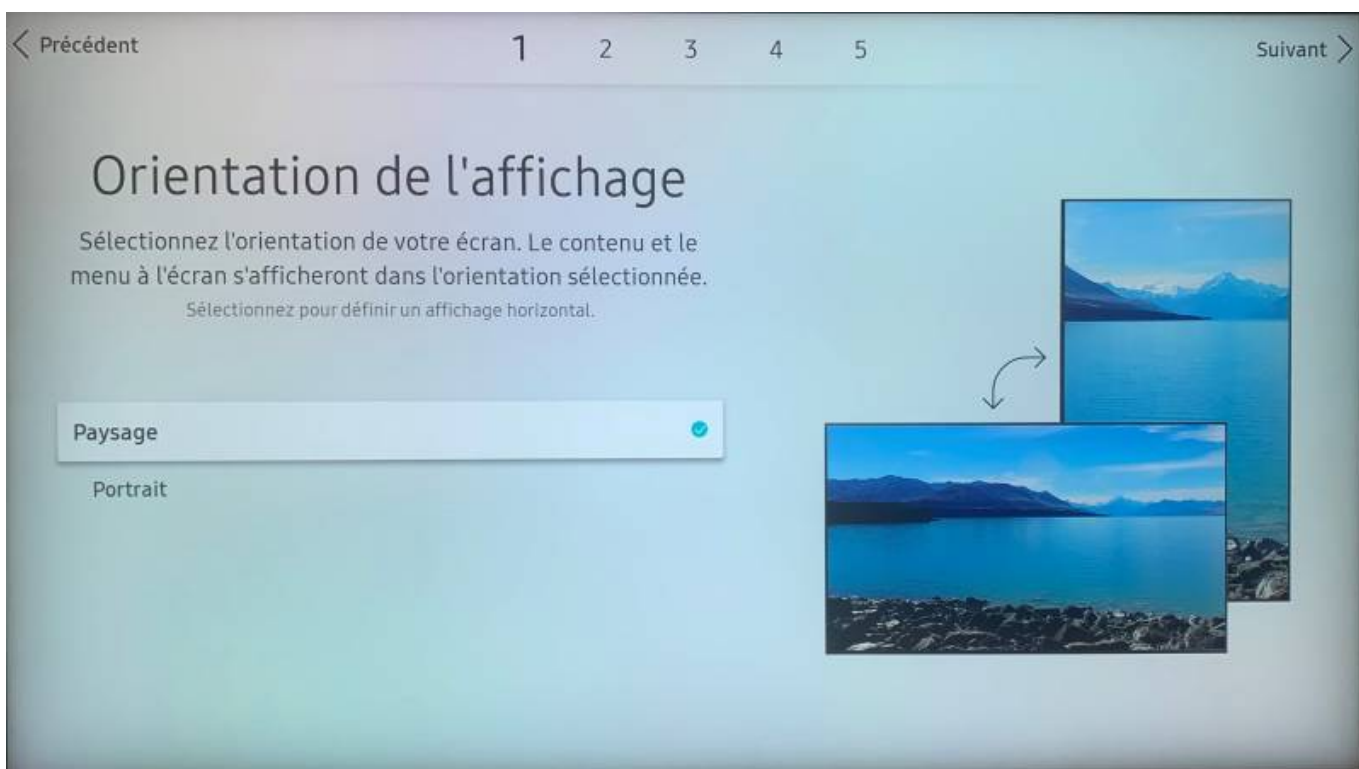 Précédent
1 2 3 4 5
Suivant
Orientation de l'affichage
Sélectionnez l'orientation de votre écran. Le contenu et le
menu à l'écran s'afficheront dans l'orientation sélectionnée.
Sélectionnez pour définir un affichage horizontal.
Paysage
Portrait